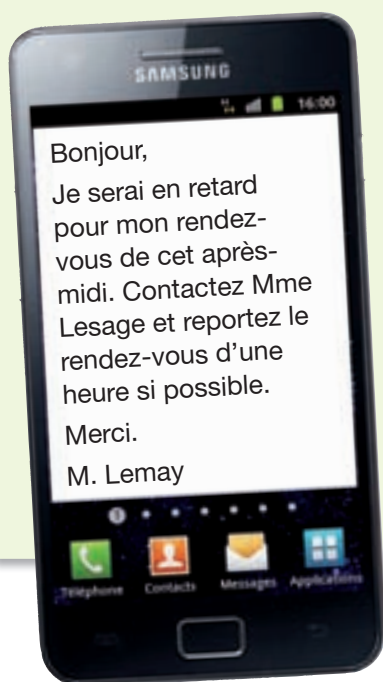 SAMSUNG
16:00
Bonjour,
Je serai en retard
pour mon rendez-
vous de cet après-
midi. Contactez Mme
Lesage et reportez le
rendez-vous d'une
heure si possible.
Merci.
M. Lemay
Téléphone Contacts Messages Applications